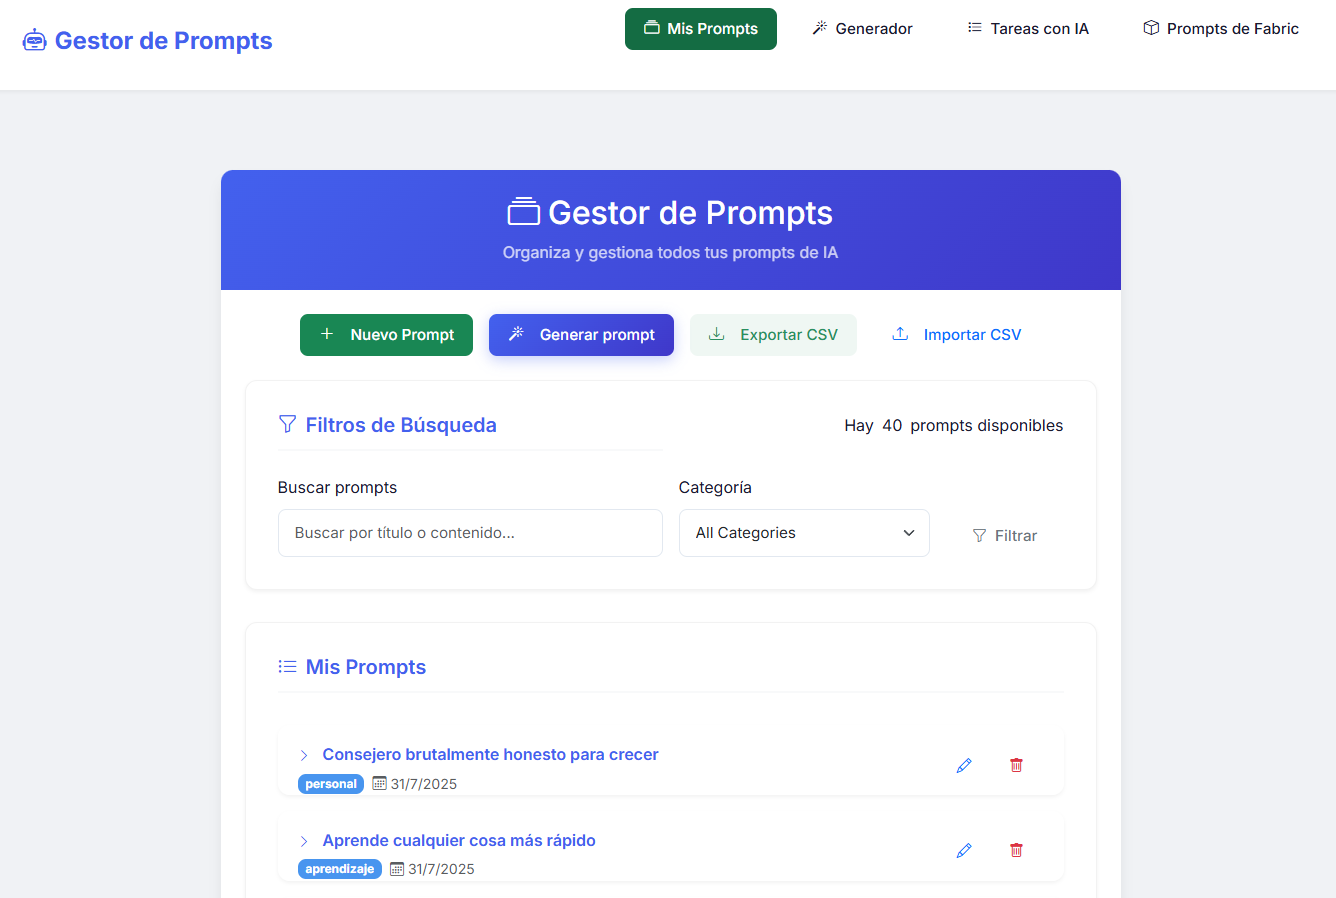 Gestor de Prompts
Mis Prompts
Generador
Tareas con IA
Prompts de Fabric
Gestor de Prompts
Organiza y gestiona todos tus prompts de IA
Nuevo Prompt
Generar prompt
Exportar CSV
Importar CSV
Filtros de Búsqueda
Hay 40 prompts disponibles
Buscar prompts
Categoría
Buscar por título o contenido...
All Categories
Filtrar
Mis Prompts
Consejero brutalmente honesto para crecer
personal 31/7/2025
Aprende cualquier cosa más rápido
aprendizaje 31/7/2025